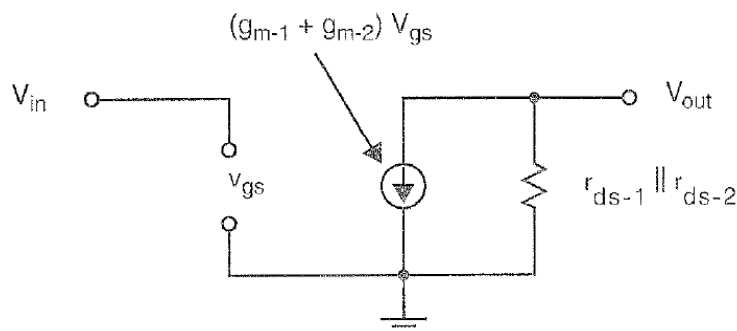 (gm-1 + gm-2) Vgs
Vin
Vout
vgs
rds-1 || rds-2